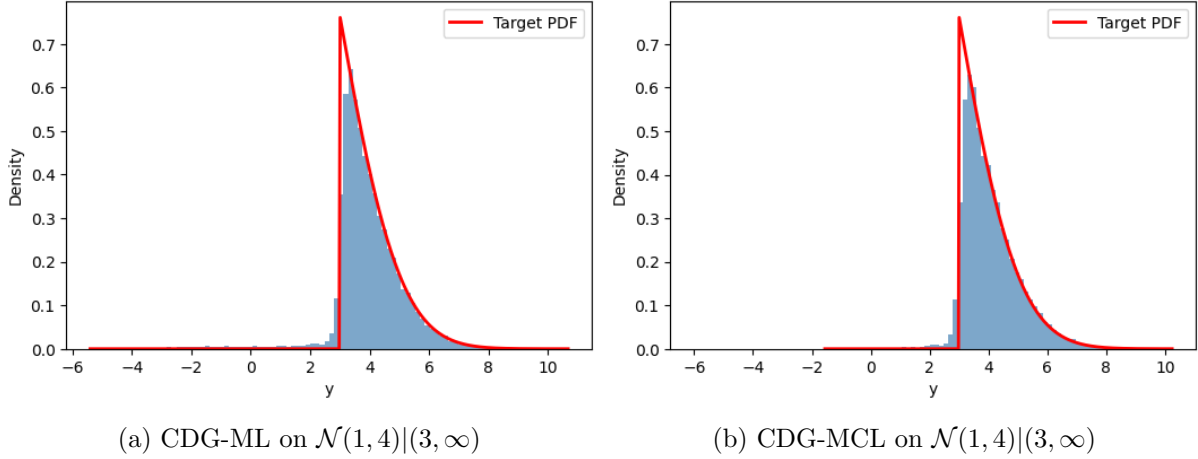 Target PDF
Density
0.7
0.6
0.5
0.4
0.3
0.2
0.1
0.0
−6 −4 −2 0 2 4 6 8 10
y
(a) CDG-ML on 𝒩(1, 4)|(3, ∞)
Target PDF
Density
0.7
0.6
0.5
0.4
0.3
0.2
0.1
0.0
−6 −4 −2 0 2 4 6 8 10
y
(b) CDG-MCL on 𝒩(1, 4)|(3, ∞)